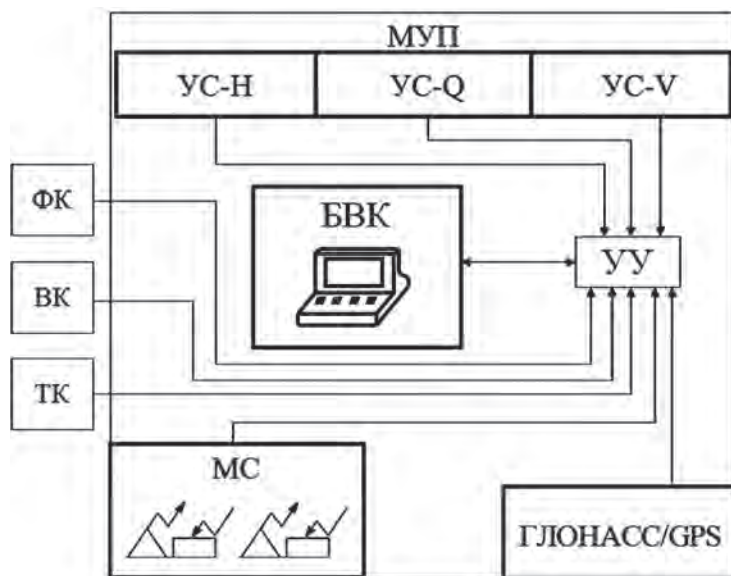 МУП
УС-Н УС-Q УС-V
ФК
БВК
УУ
ВК
ТК
МС
ГЛОНАСС/GPS